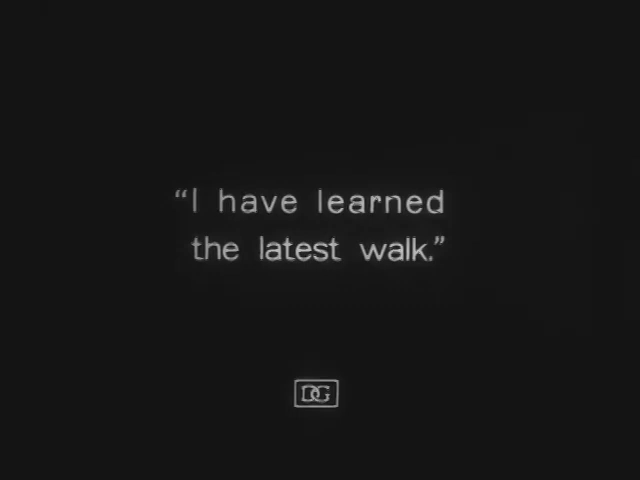 “I have learned
the latest walk.”
DG